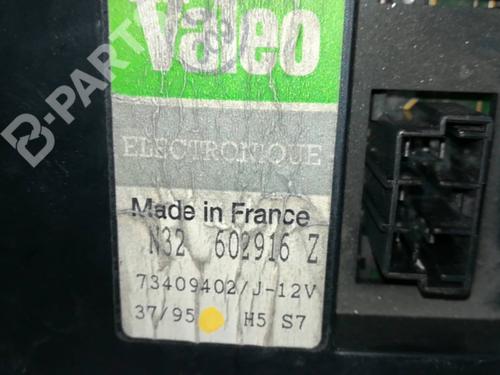 Valeo
B-PARTS
ELECTRONIQUE
Made in France
N32 602916 Z
73409402/J-12V
37/95 H5 S7